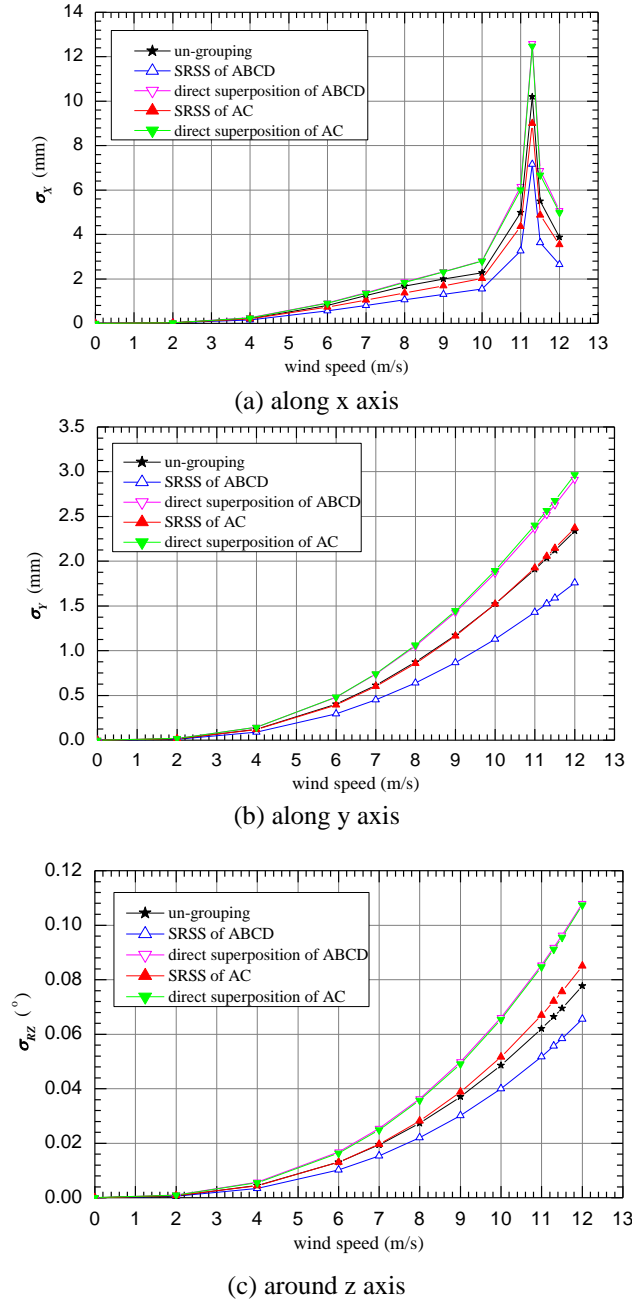 14
12
10
8
6
4
2
0
σX (mm)
un-grouping
SRSS of ABCD
direct superposition of ABCD
SRSS of AC
direct superposition of AC
0 1 2 3 4 5 6 7 8 9 10 11 12 13
wind speed (m/s)
(a) along x axis
3.5
3.0
2.5
2.0
1.5
1.0
0.5
0.0
σY (mm)
un-grouping
SRSS of ABCD
direct superposition of ABCD
SRSS of AC
direct superposition of AC
0 1 2 3 4 5 6 7 8 9 10 11 12 13
wind speed (m/s)
(b) along y axis
0.12
0.10
0.08
0.06
0.04
0.02
0.00
σRZ (°)
un-grouping
SRSS of ABCD
direct superposition of ABCD
SRSS of AC
direct superposition of AC
0 1 2 3 4 5 6 7 8 9 10 11 12 13
wind speed (m/s)
(c) around z axis